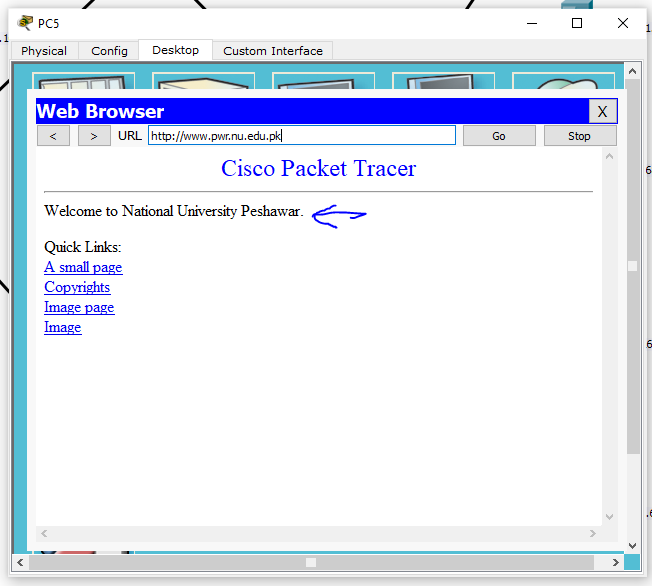 PC5
Physical Config Desktop Custom Interface
Web Browser X
< > URL http://www.pwr.nu.edu.pk Go Stop
Cisco Packet Tracer
Welcome to National University Peshawar.
Quick Links:
A small page
Copyrights
Image page
Image